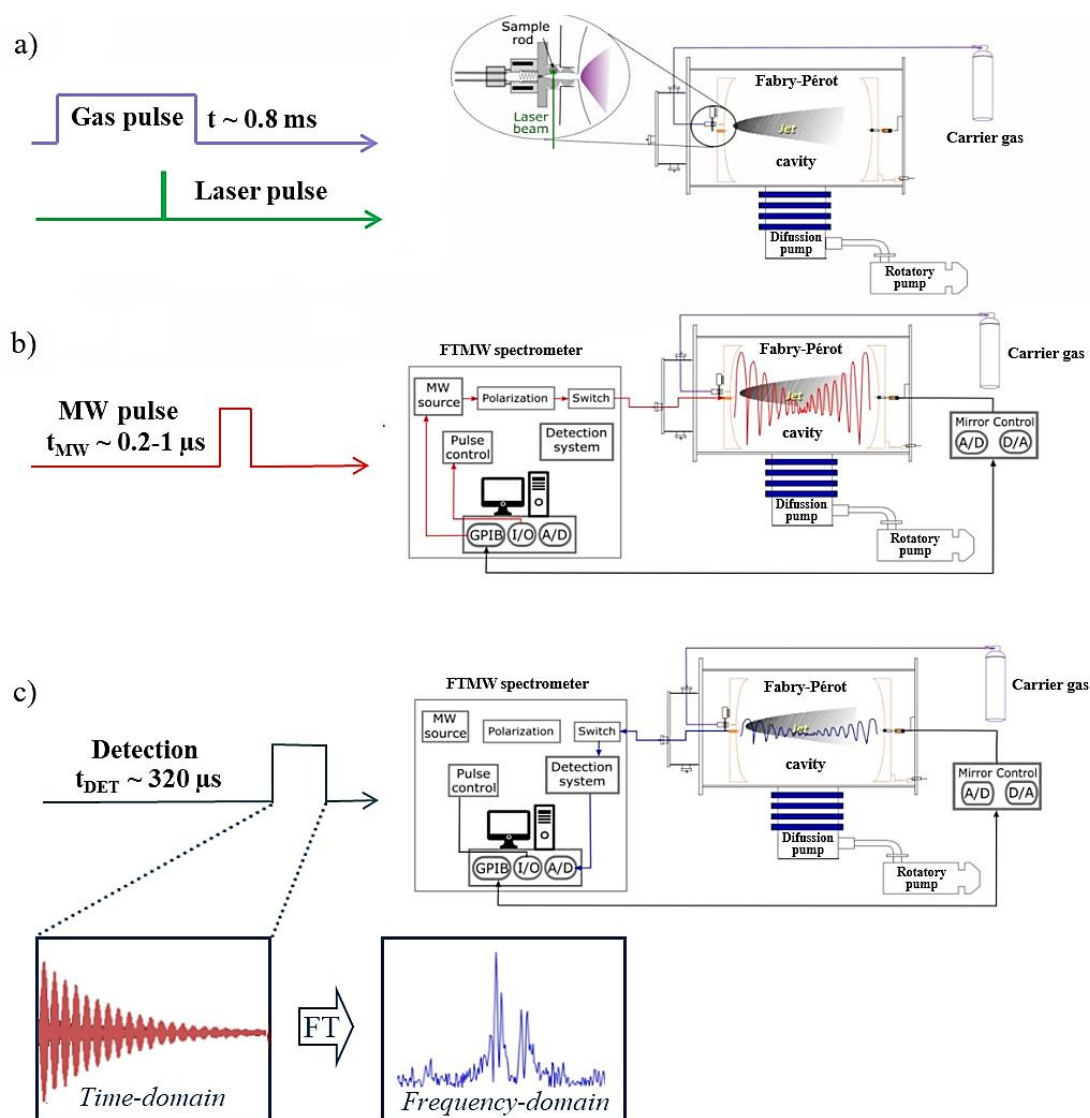 a)
Gas pulse
t ~ 0.8 ms
Laser pulse
Sample
rod
Laser
beam
Fabry-Pérot
Jet
cavity
Carrier gas
Difussion
pump
Rotatory
pump
b)
MW pulse
tMW ~ 0.2-1 µs
FTMW spectrometer
MW
source
Polarization
Switch
Pulse
control
Detection
system
GPIB I/O A/D
Fabry-Pérot
Jet
cavity
Carrier gas
Mirror Control
A/D D/A
Difussion
pump
Rotatory
pump
c)
Detection
tDET ~ 320 µs
FTMW spectrometer
MW
source
Polarization
Switch
Pulse
control
Detection
system
GPIB I/O A/D
Fabry-Pérot
Jet
cavity
Carrier gas
Mirror Control
A/D D/A
Difussion
pump
Rotatory
pump
Time-domain
FT
Frequency-domain